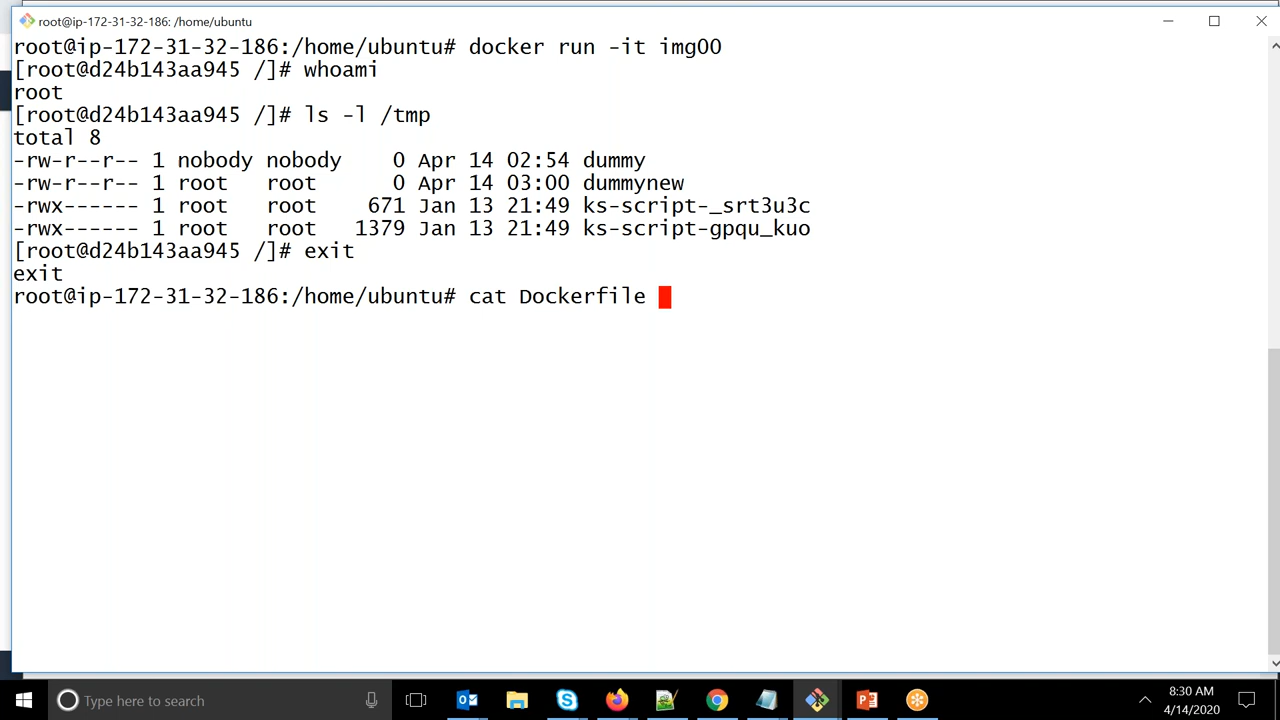 root@ip-172-31-32-186: /home/ubuntu
root@ip-172-31-32-186:/home/ubuntu# docker run -it img00
[root@d24b143aa945 /]# whoami
root
[root@d24b143aa945 /]# ls -l /tmp
total 8
-rw-r--r-- 1 nobody nobody    0 Apr 14 02:54 dummy
-rw-r--r-- 1 root   root      0 Apr 14 03:00 dummynew
-rwx------ 1 root   root    671 Jan 13 21:49 ks-script-_srt3u3c
-rwx------ 1 root   root   1379 Jan 13 21:49 ks-script-gpqu_kuo
[root@d24b143aa945 /]# exit
exit
root@ip-172-31-32-186:/home/ubuntu# cat Dockerfile
Type here to search
8:30 AM
4/14/2020